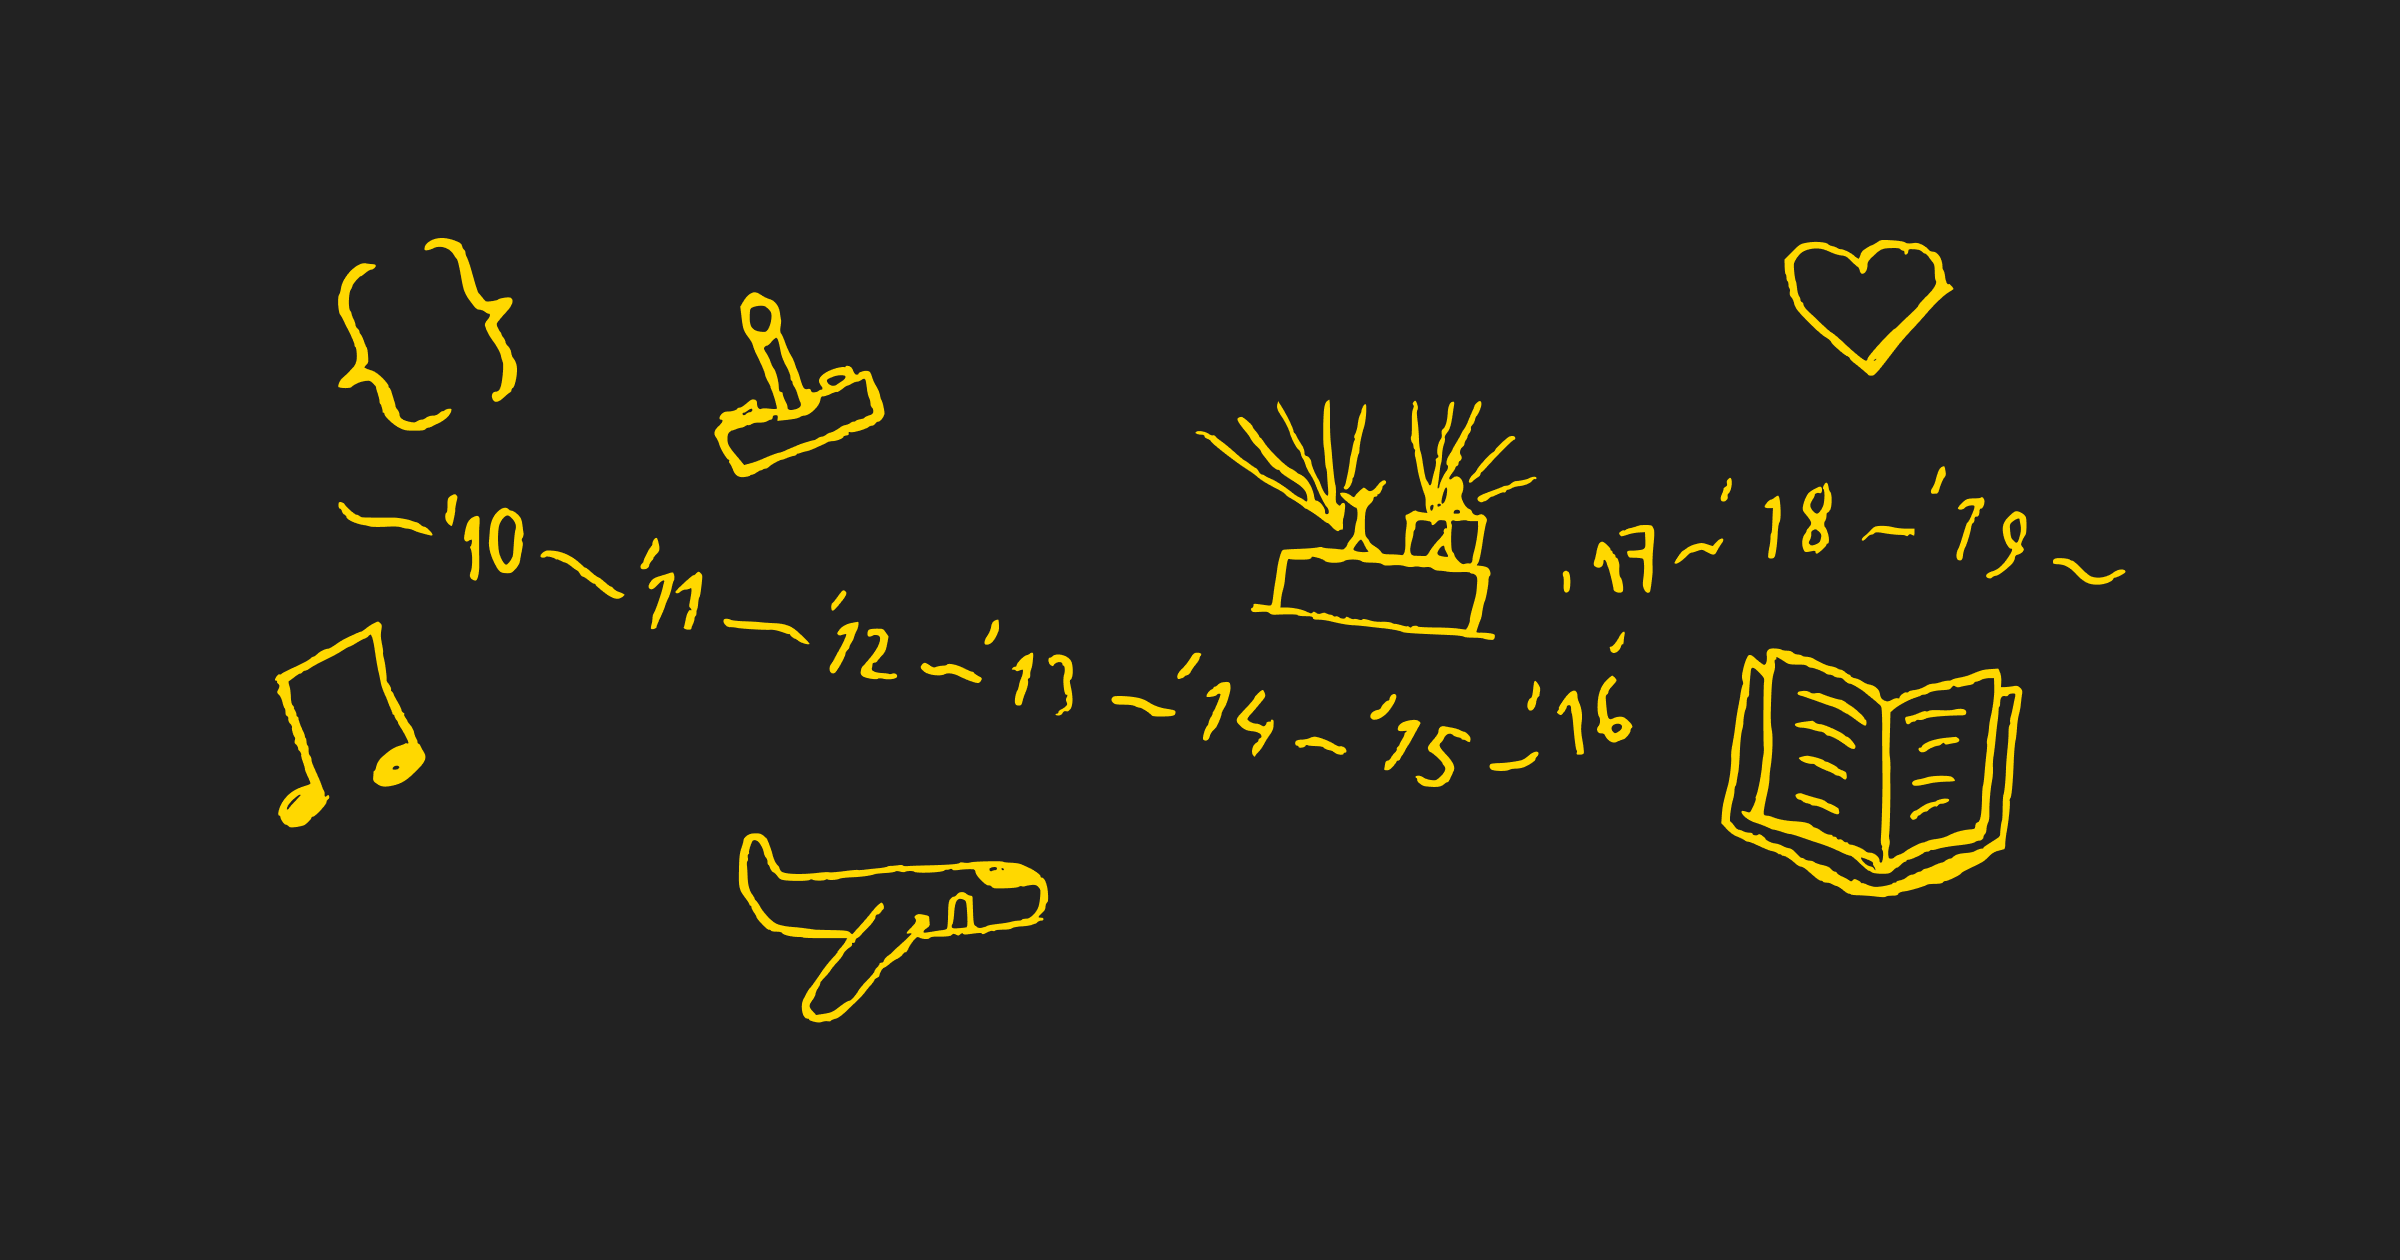 – '10 – '11 – '12 – '13 – '14 – '15 – '16 '17 – '18 – '19 –
{ }